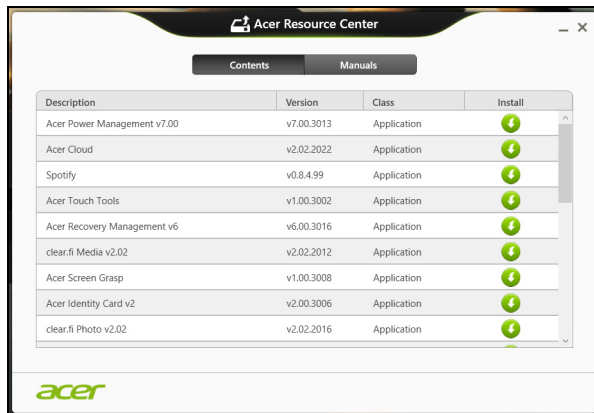 Acer Resource Center
Contents Manuals
Description Version Class Install
Acer Power Management v7.00 v7.00.3013 Application
Acer Cloud v2.02.2022 Application
Spotify v0.8.4.99 Application
Acer Touch Tools v1.00.3002 Application
Acer Recovery Management v6 v6.00.3016 Application
clear.fi Media v2.02 v2.02.2012 Application
Acer Screen Grasp v1.00.3008 Application
Acer Identity Card v2 v2.00.3006 Application
clear.fi Photo v2.02 v2.02.2016 Application
acer